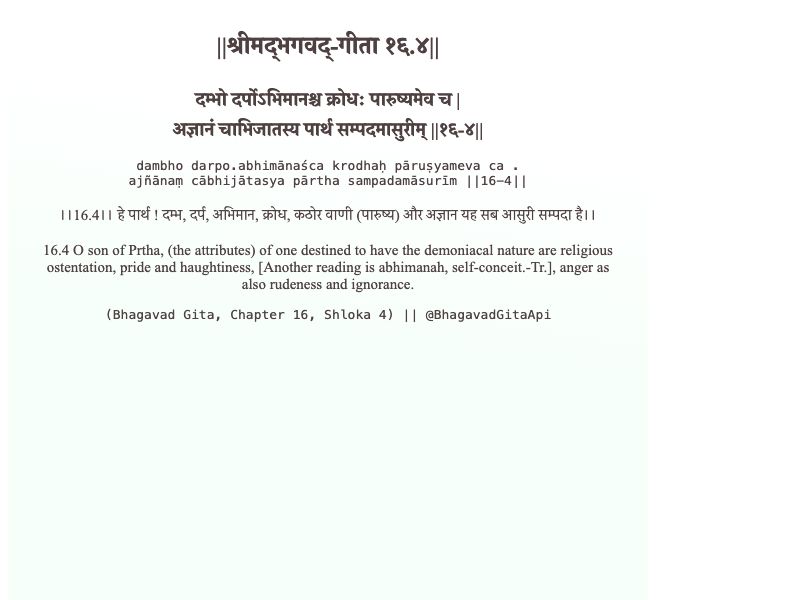 ||श्रीमद्‍भगवद्‍-गीता १६.४||
दम्भो दर्पोऽभिमानश्च क्रोधः पारुष्यमेव च |
अज्ञानं चाभिजातस्य पार्थ सम्पदमासुरीम् ||१६-४||
dambho darpo.abhimānaśca krodhaḥ pāruṣyameva ca .
ajñānaṃ cābhijātasya pārtha sampadamāsurīm ||16-4||
।।16.4।। हे पार्थ ! दम्भ, दर्प, अभिमान, क्रोध, कठोर वाणी (पारुष्य) और अज्ञान यह सब आसुरी सम्पदा है।।
16.4 O son of Prtha, (the attributes) of one destined to have the demoniacal nature are religious
ostentation, pride and haughtiness, [Another reading is abhimanah, self-conceit.-Tr.], anger as
also rudeness and ignorance.
(Bhagavad Gita, Chapter 16, Shloka 4) || @BhagavadGitaApi